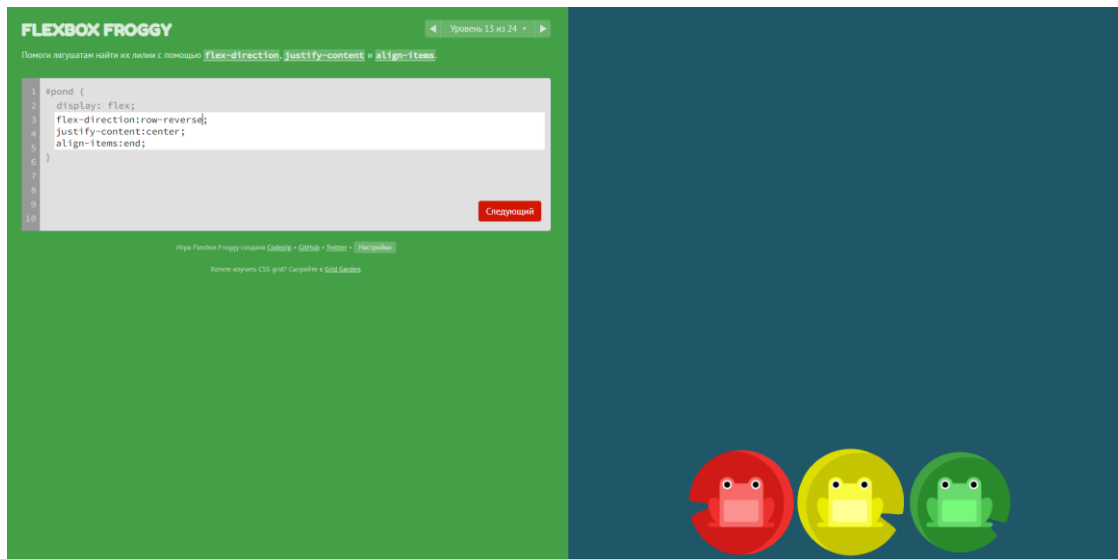 FLEXBOX FROGGY
◀ Уровень 13 из 24 ▾ ▶
Помоги лягушатам найти их лилии с помощью flex-direction, justify-content и align-items.
1 #pond {
2 display: flex;
3 flex-direction:row-reverse;
4 justify-content:center;
5 align-items:end;
6 }
7
8
9
10
Следующий
Игра Flexbox Froggy создана Codepip • GitHub • Twitter • Настройки
Хотите изучить CSS grid? Сыграйте в Grid Garden.